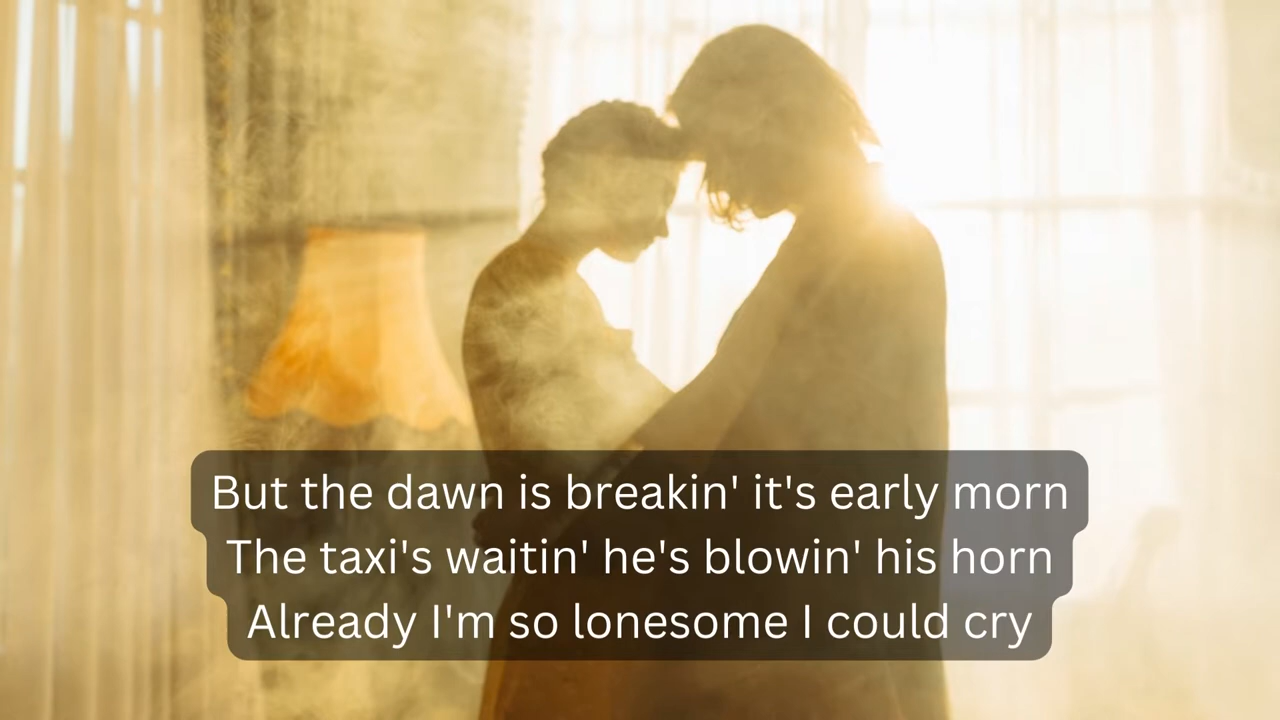 But the dawn is breakin' it's early morn
The taxi's waitin' he's blowin' his horn
Already I'm so lonesome I could cry